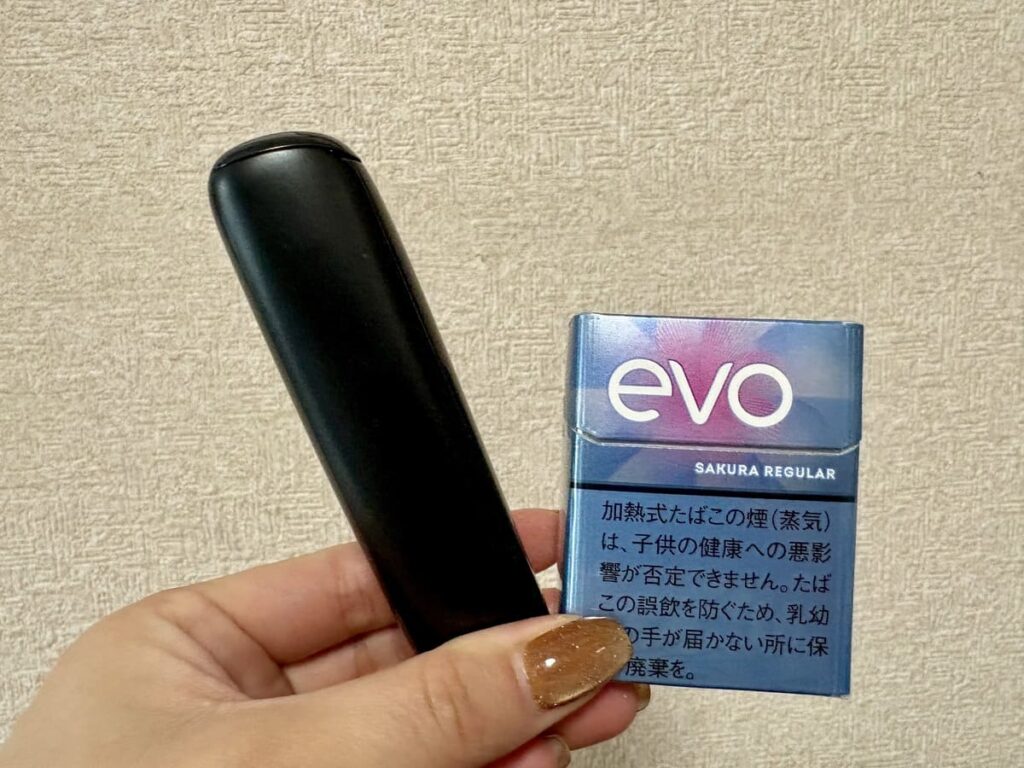 evo
SAKURA REGULAR
加熱式たばこの煙（蒸気）
は、子供の健康への悪影
響が否定できません。たば
この誤飲を防ぐため、乳幼
の手が届かない所に保
廃棄を。